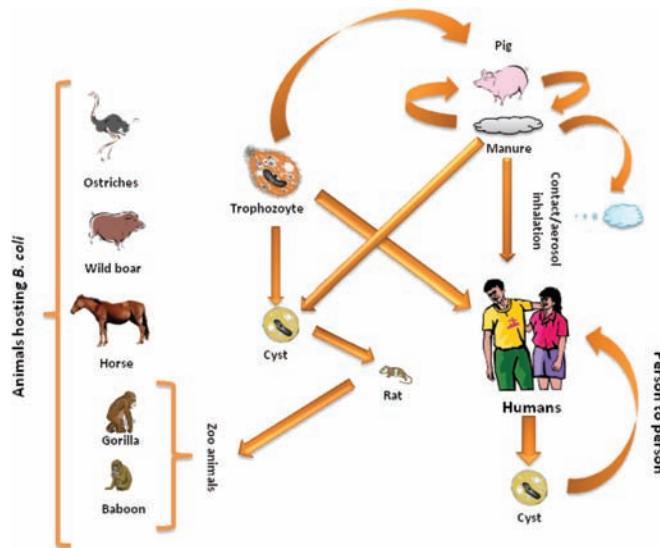 Pig
Manure
Trophozyote
Contact/aerosol
inhalation
Animals hosting B. coli
Ostriches
Wild boar
Horse
Gorilla
Baboon
Zoo animals
Cyst
Rat
Humans
Cyst
Person to person